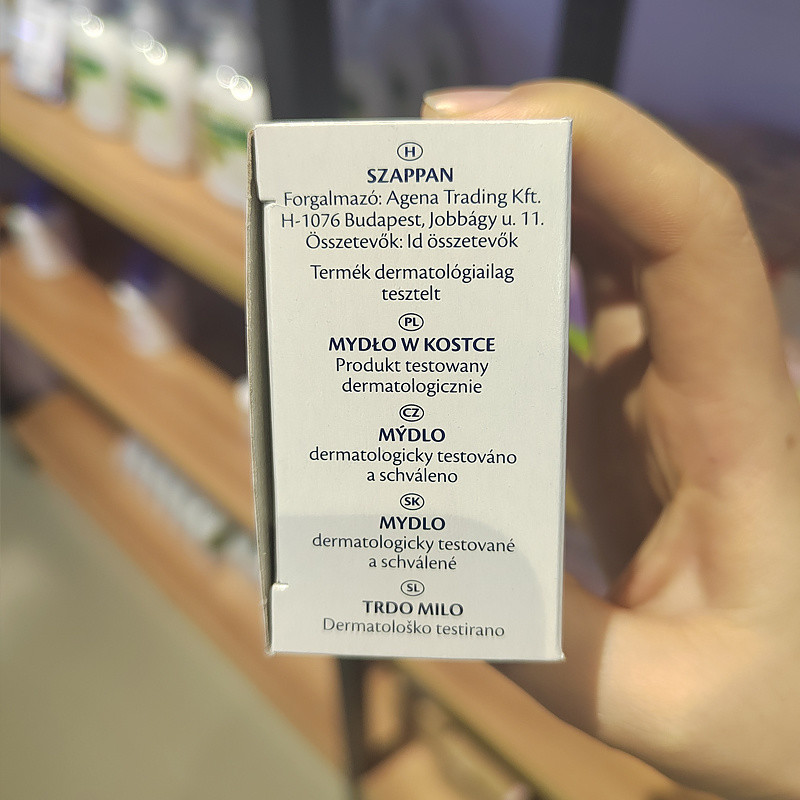 H
SZAPPAN
Forgalmazó: Agena Trading Kft.
H-1076 Budapest, Jobbágy u. 11.
Összetevők: Id összetevők
Termék dermatológiailag
tesztelt
PL
MYDŁO W KOSTCE
Produkt testowany
dermatologicznie
CZ
MÝDLO
dermatologicky testováno
a schváleno
SK
MYDLO
dermatologicky testované
a schválené
SL
TRDO MILO
Dermatološko testirano